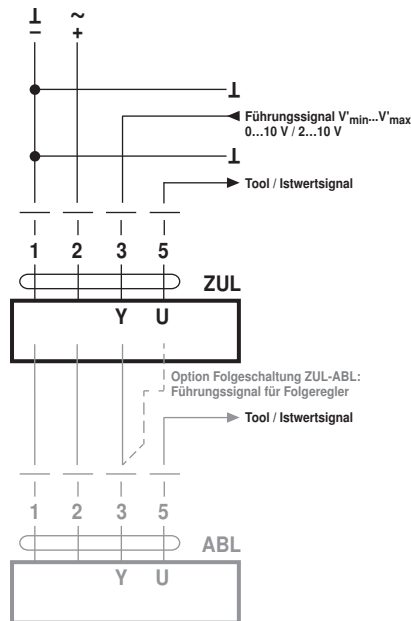 ⊥ ~
– +
⊥
Führungssignal V'min...V'max
0...10 V / 2...10 V
⊥
Tool / Istwertsignal
1 2 3 5
ZUL
Y U
Option Folgeschaltung ZUL-ABL:
Führungssignal für Folgeregler
Tool / Istwertsignal
1 2 3 5
ABL
Y U